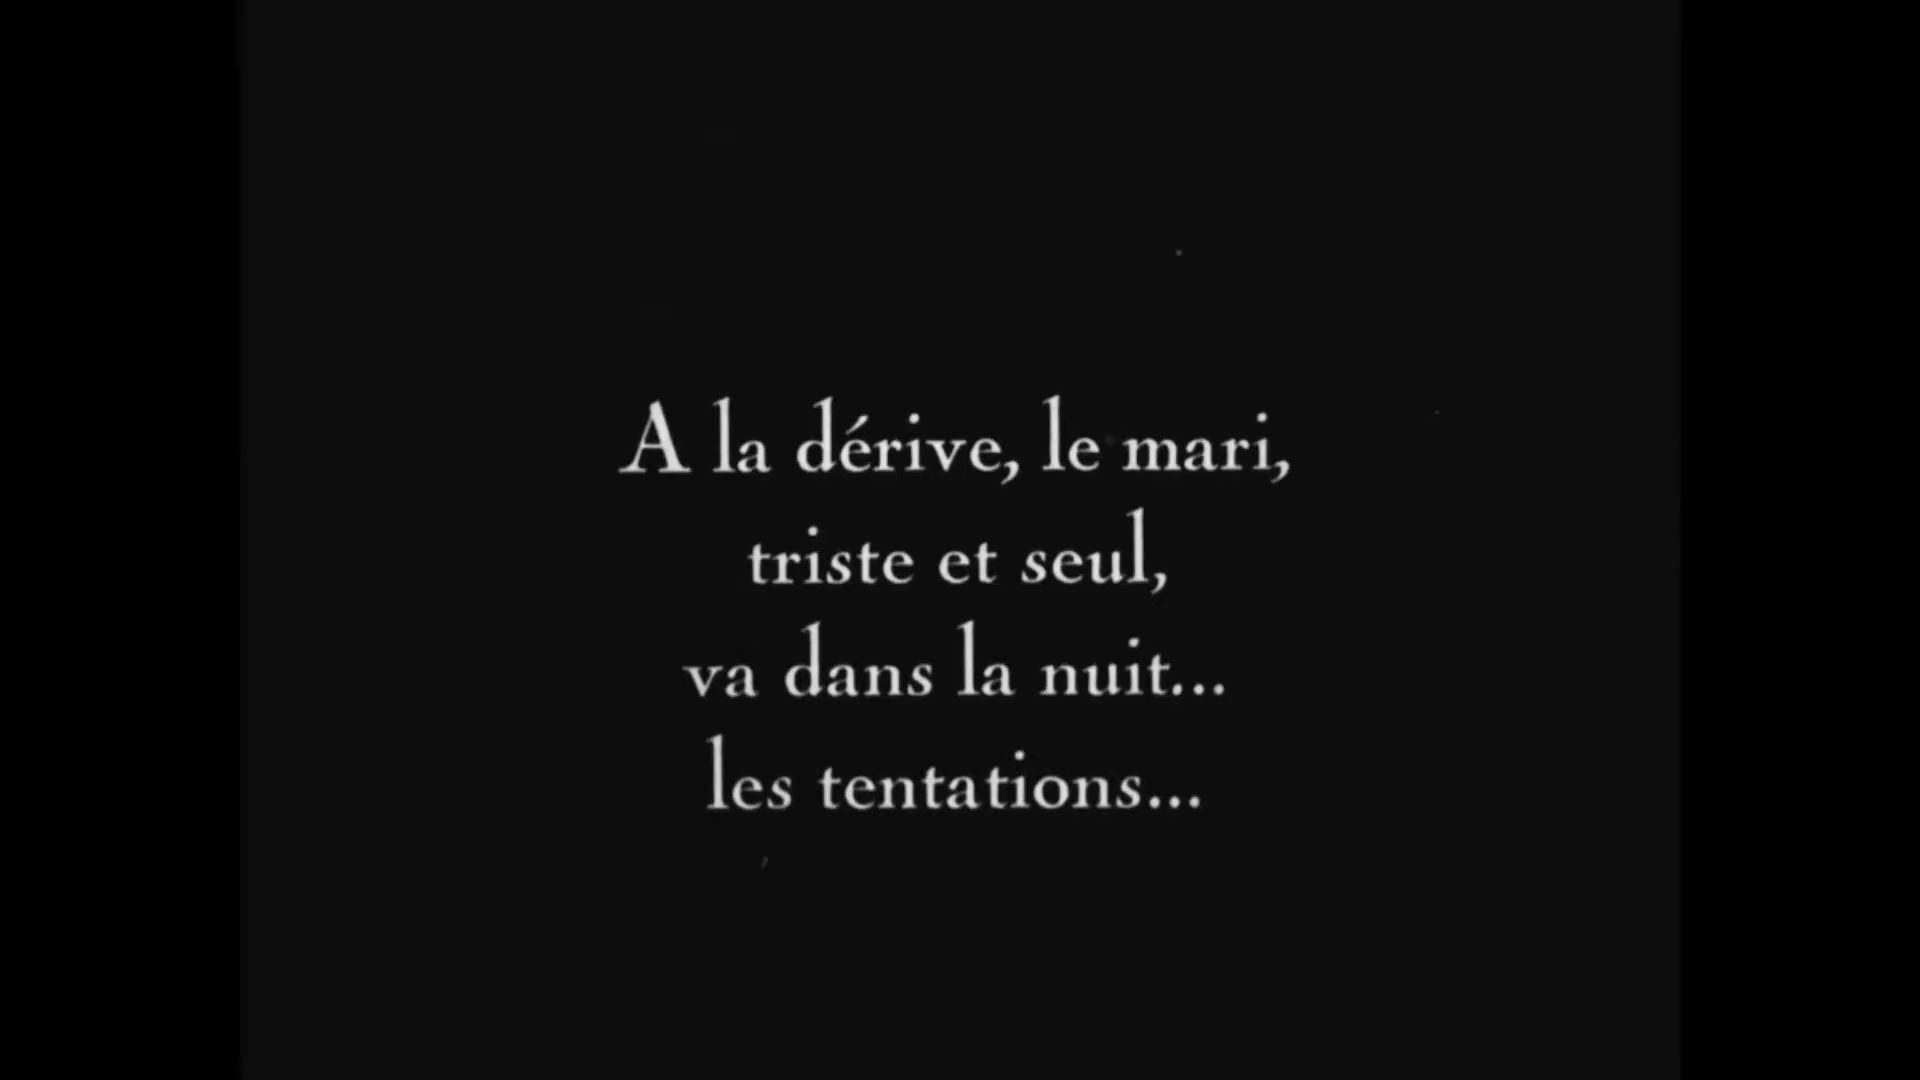 A la dérive, le mari,
triste et seul,
va dans la nuit...
les tentations...